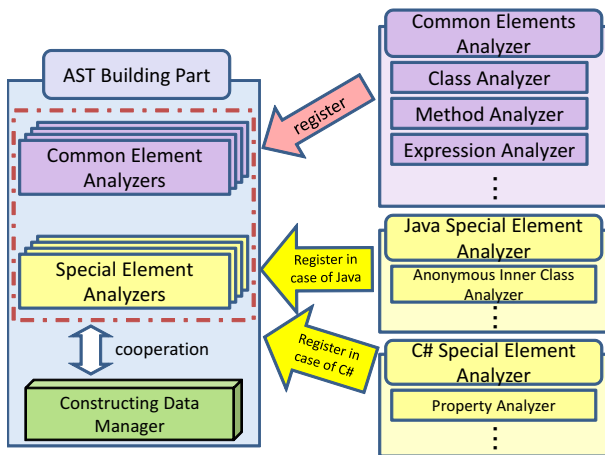 AST Building Part
Common Element
Analyzers
Special Element
Analyzers
cooperation
Constructing Data
Manager
register
Register in
case of Java
Register in
case of C#
Common Elements
Analyzer
Class Analyzer
Method Analyzer
Expression Analyzer
⋮
Java Special Element
Analyzer
Anonymous Inner Class
Analyzer
⋮
C# Special Element
Analyzer
Property Analyzer
⋮